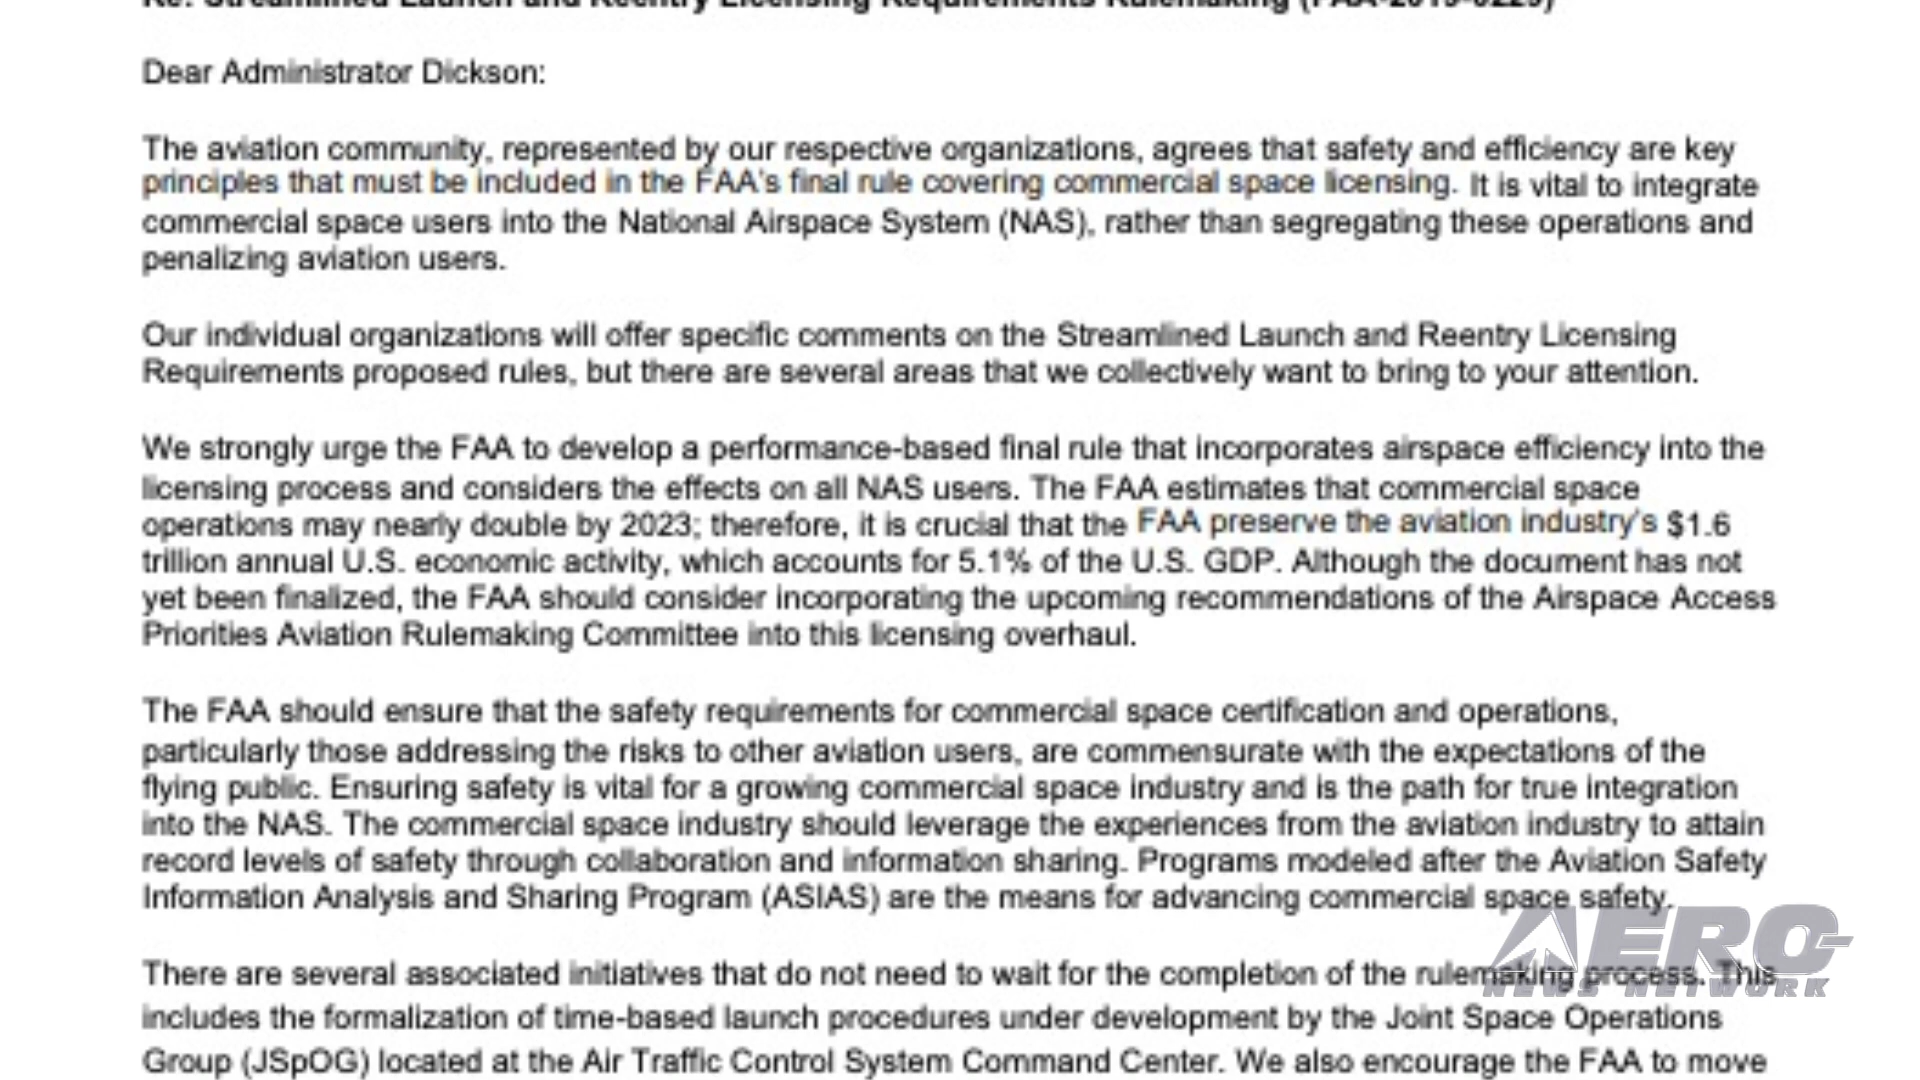 Re: Streamlined Launch and Reentry Licensing Requirements Rulemaking (FAA-2019-0229)
Dear Administrator Dickson:
The aviation community, represented by our respective organizations, agrees that safety and efficiency are key
principles that must be included in the FAA's final rule covering commercial space licensing. It is vital to integrate
commercial space users into the National Airspace System (NAS), rather than segregating these operations and
penalizing aviation users.
Our individual organizations will offer specific comments on the Streamlined Launch and Reentry Licensing
Requirements proposed rules, but there are several areas that we collectively want to bring to your attention.
We strongly urge the FAA to develop a performance-based final rule that incorporates airspace efficiency into the
licensing process and considers the effects on all NAS users. The FAA estimates that commercial space
operations may nearly double by 2023; therefore, it is crucial that the FAA preserve the aviation industry's $1.6
trillion annual U.S. economic activity, which accounts for 5.1% of the U.S. GDP. Although the document has not
yet been finalized, the FAA should consider incorporating the upcoming recommendations of the Airspace Access
Priorities Aviation Rulemaking Committee into this licensing overhaul.
The FAA should ensure that the safety requirements for commercial space certification and operations,
particularly those addressing the risks to other aviation users, are commensurate with the expectations of the
flying public. Ensuring safety is vital for a growing commercial space industry and is the path for true integration
into the NAS. The commercial space industry should leverage the experiences from the aviation industry to attain
record levels of safety through collaboration and information sharing. Programs modeled after the Aviation Safety
Information Analysis and Sharing Program (ASIAS) are the means for advancing commercial space safety.
There are several associated initiatives that do not need to wait for the completion of the rulemaking process. This
includes the formalization of time-based launch procedures under development by the Joint Space Operations
Group (JSpOG) located at the Air Traffic Control System Command Center. We also encourage the FAA to move
AERO-
NEWS NETWORK